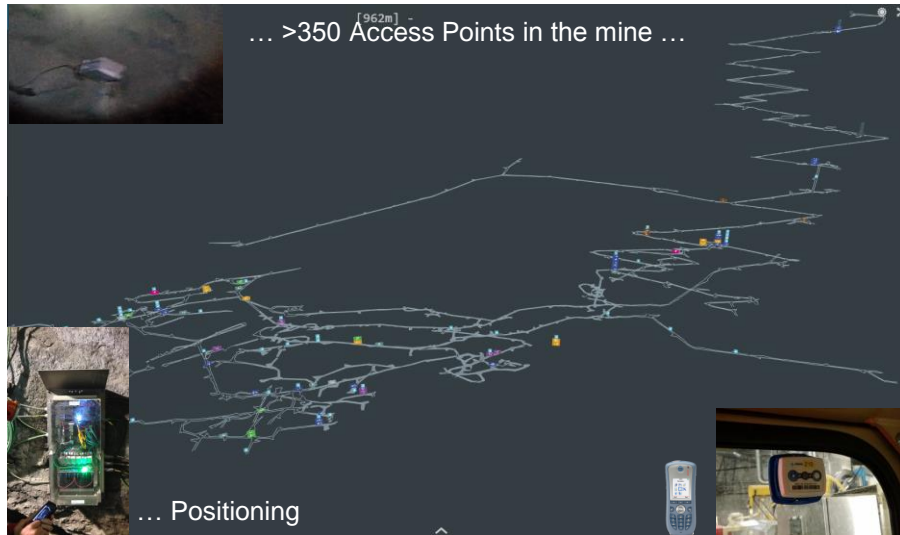 [962m] -
… >350 Access Points in the mine …
… Positioning